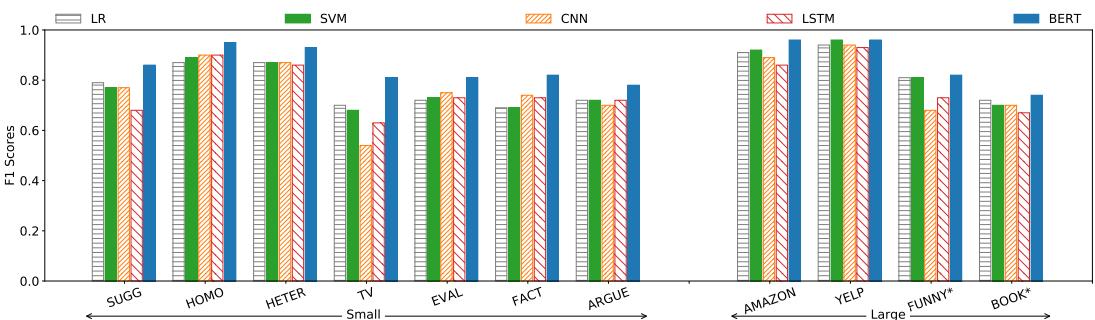 LR SVM CNN LSTM BERT
1.0
0.8
0.6
0.4
0.2
0.0
F1 Scores
SUGG HOMO HETER TV EVAL FACT ARGUE AMAZON YELP FUNNY* BOOK*
Small Large